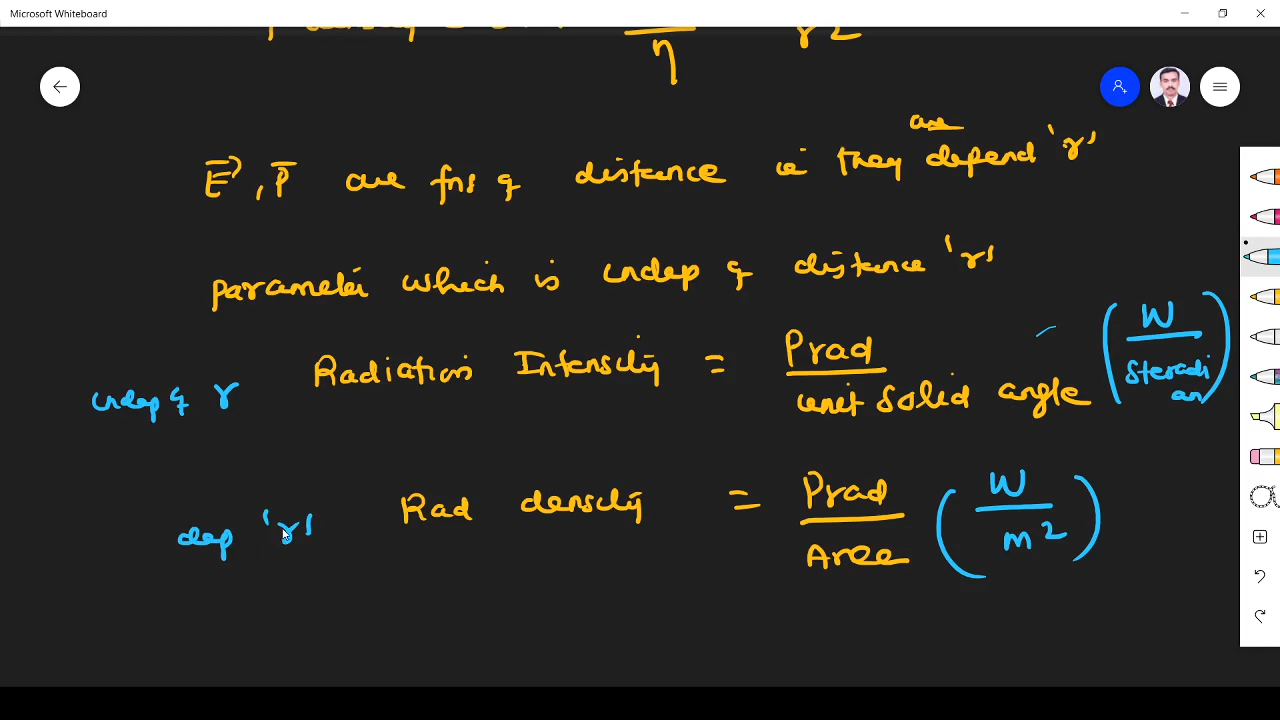 Microsoft Whiteboard
η r2
are
E, P are fns of distance ie they depend 'r'
parameter which is indep of distance 'r'
Radiation Intensity = Prad / unit solid angle (W / Steradian)
indep of r
Rad density = Prad / Area (W / m2)
dep 'r'